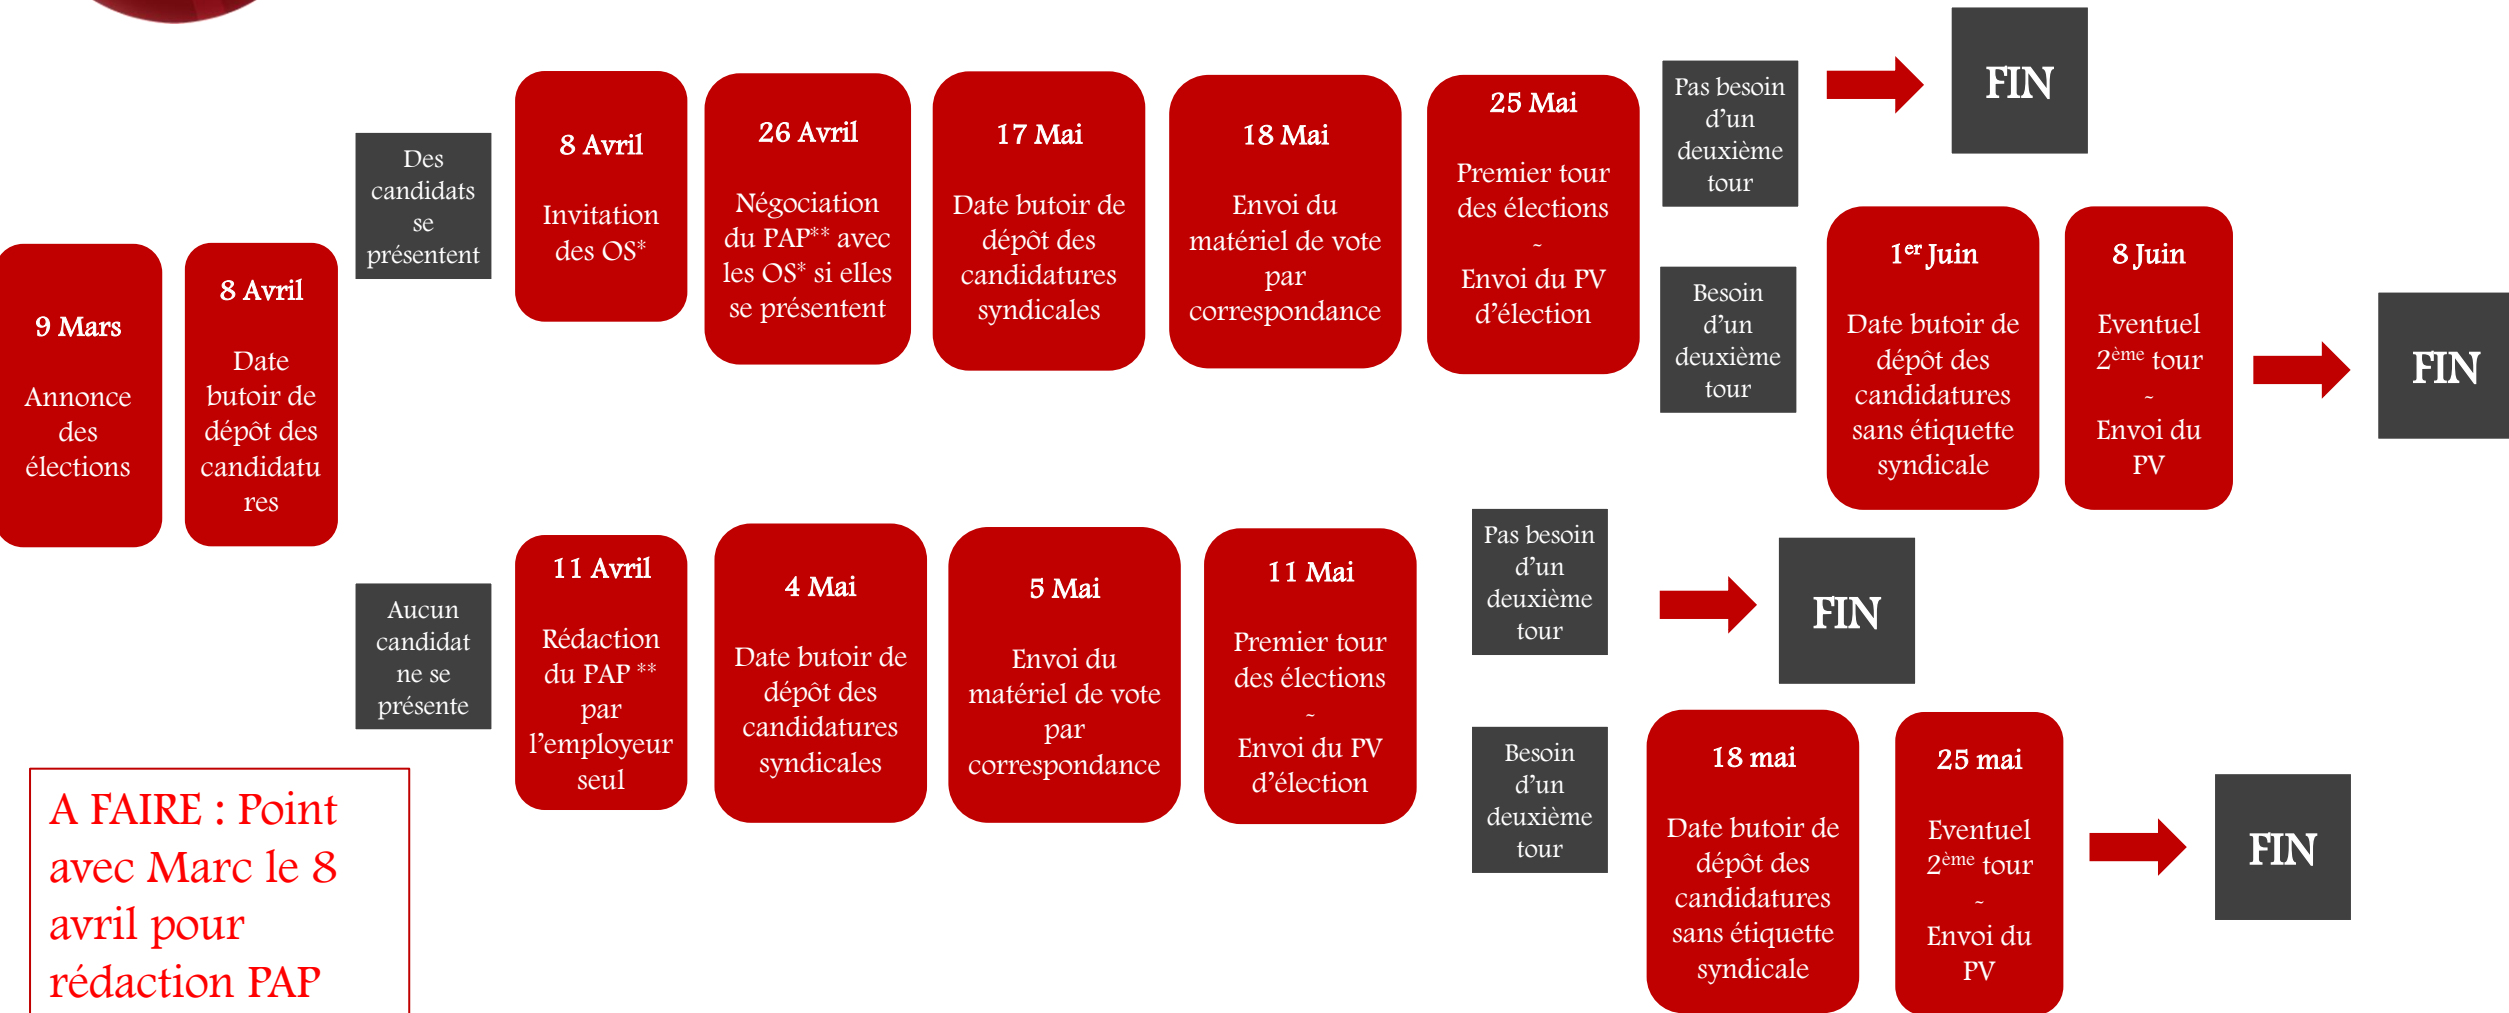 9 Mars
Annonce
des
élections
8 Avril
Date
butoir de
dépôt des
candidatu
res
Des
candidats
se
présentent
8 Avril
Invitation
des OS*
26 Avril
Négociation
du PAP** avec
les OS* si elles
se présentent
17 Mai
Date butoir de
dépôt des
candidatures
syndicales
18 Mai
Envoi du
matériel de vote
par
correspondance
25 Mai
Premier tour
des élections
~
Envoi du PV
d’élection
Pas besoin
d’un
deuxième
tour
FIN
Besoin
d’un
deuxième
tour
1er Juin
Date butoir de
dépôt des
candidatures
sans étiquette
syndicale
8 Juin
Eventuel
2ème tour
~
Envoi du
PV
FIN
Aucun
candidat
ne se
présente
11 Avril
Rédaction
du PAP **
par
l’employeur
seul
4 Mai
Date butoir de
dépôt des
candidatures
syndicales
5 Mai
Envoi du
matériel de vote
par
correspondance
11 Mai
Premier tour
des élections
~
Envoi du PV
d’élection
Pas besoin
d’un
deuxième
tour
FIN
Besoin
d’un
deuxième
tour
18 mai
Date butoir de
dépôt des
candidatures
sans étiquette
syndicale
25 mai
Eventuel
2ème tour
~
Envoi du
PV
FIN
A FAIRE : Point
avec Marc le 8
avril pour
rédaction PAP